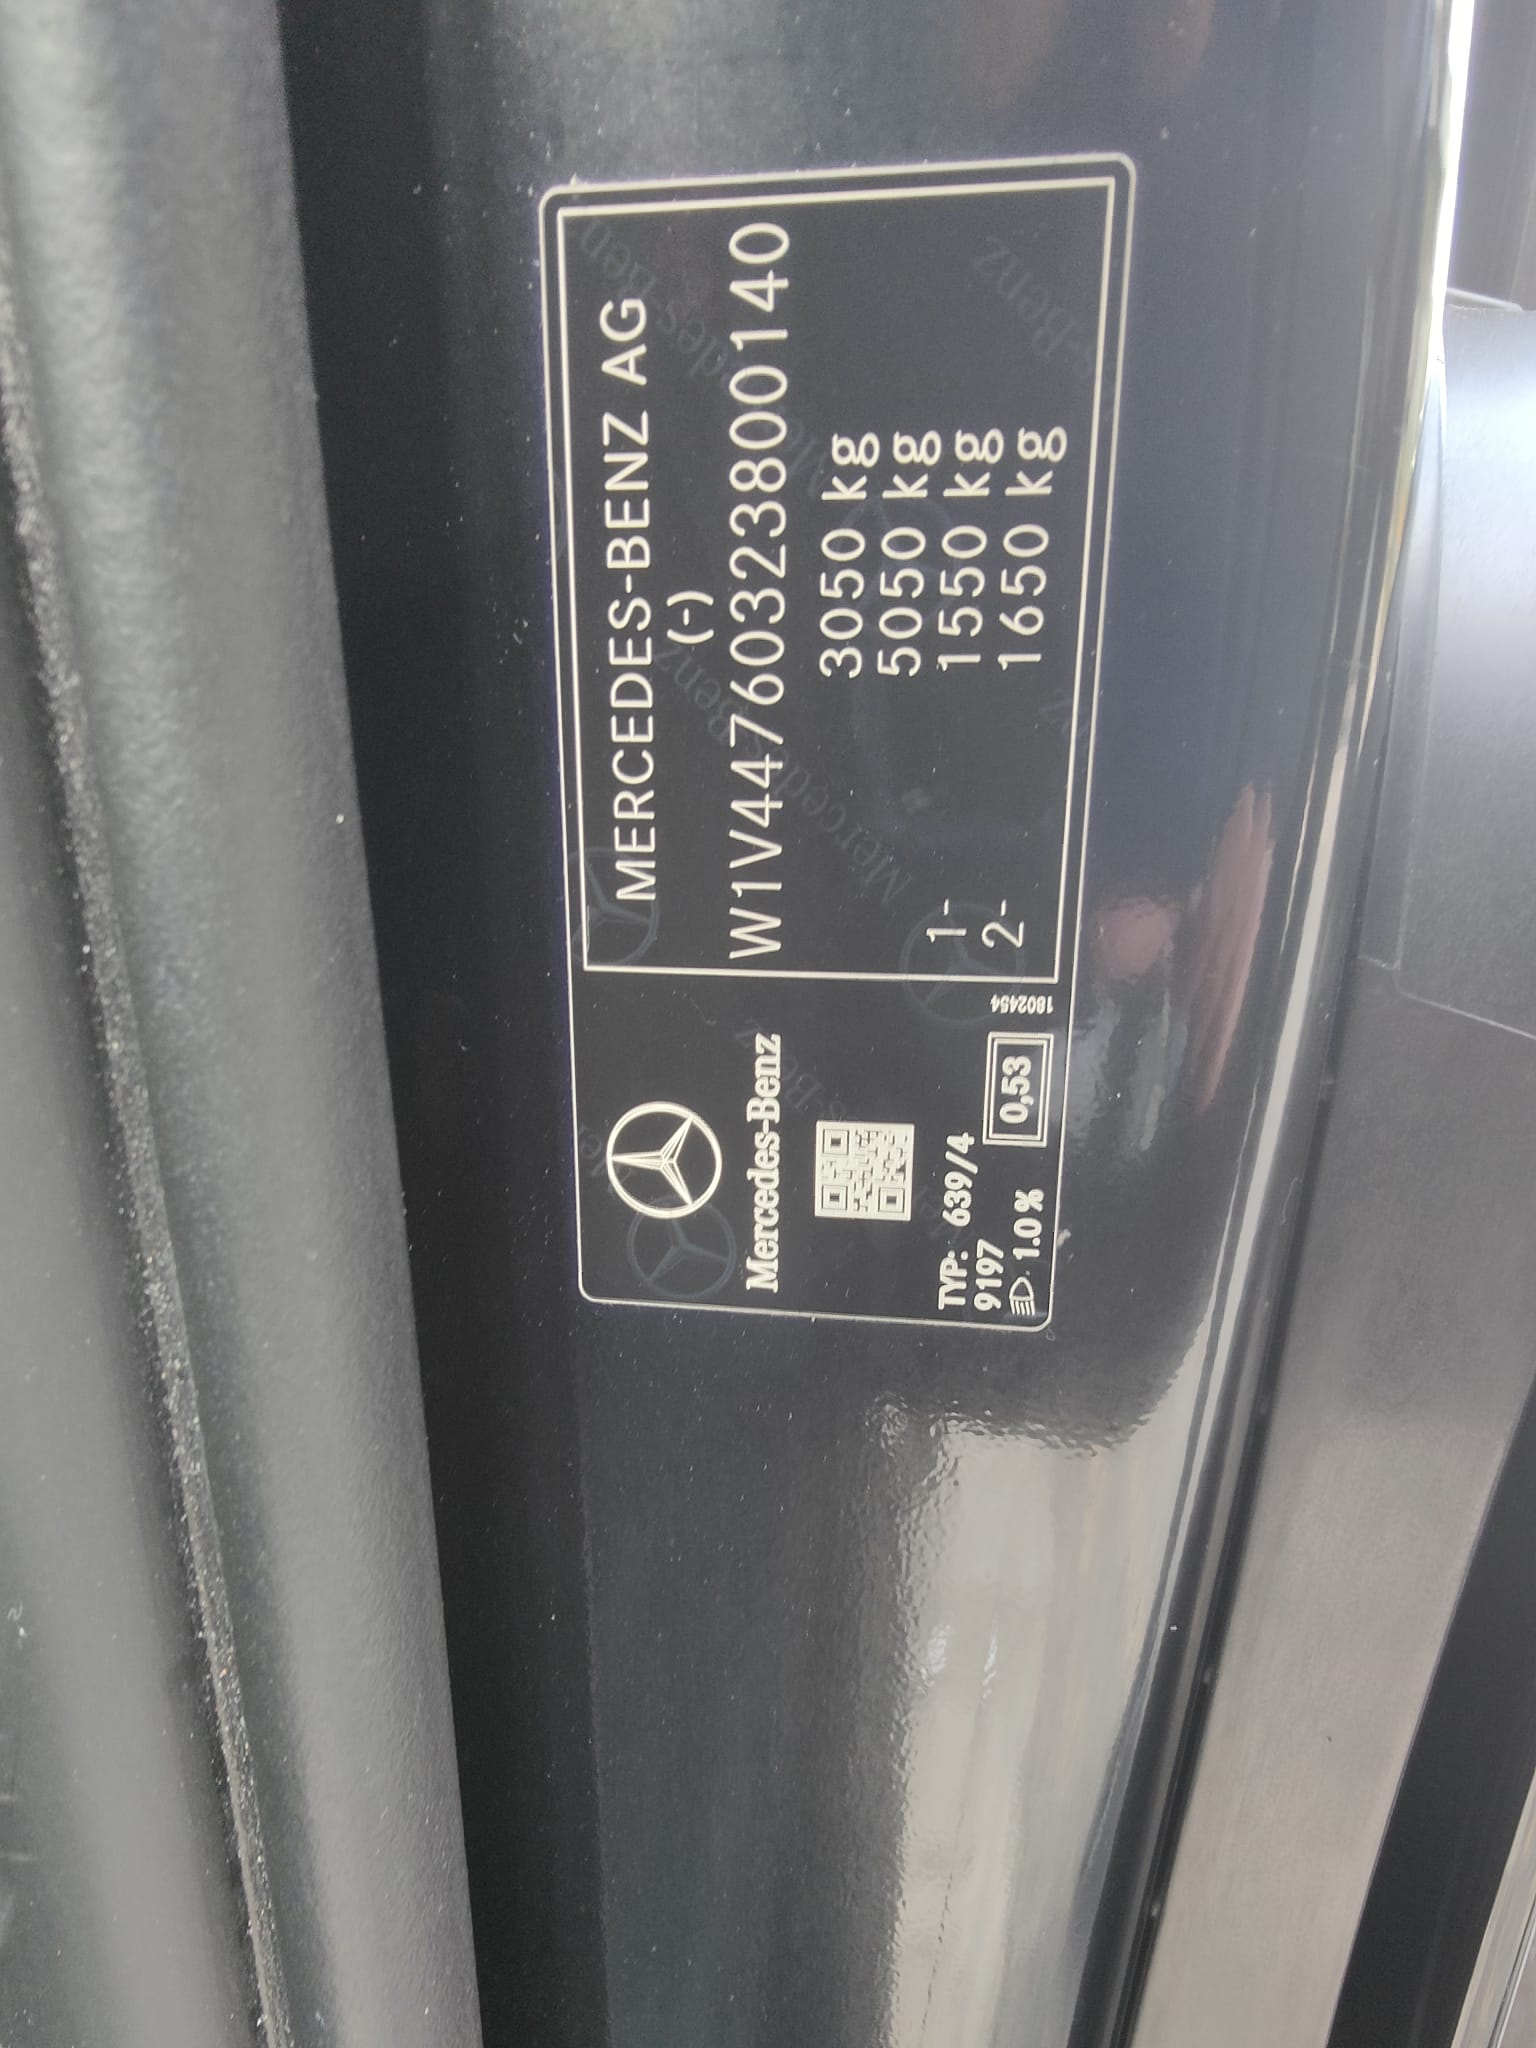 MERCEDES-BENZ AG
(-)
W1V44760323800140
3050 kg
5050 kg
1- 1550 kg
2- 1650 kg
Mercedes-Benz
TYP: 639/4
9197
1.0 %
0,53
1802454